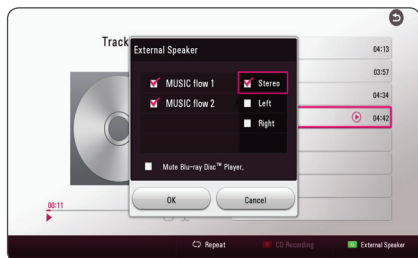 Track
External Speaker
04:13
MUSIC flow 1
Stereo
03:57
MUSIC flow 2
Left
04:34
Right
04:42
Mute Blu-ray Disc™ Player.
OK
Cancel
00:11
Repeat
CD Recording
G External Speaker